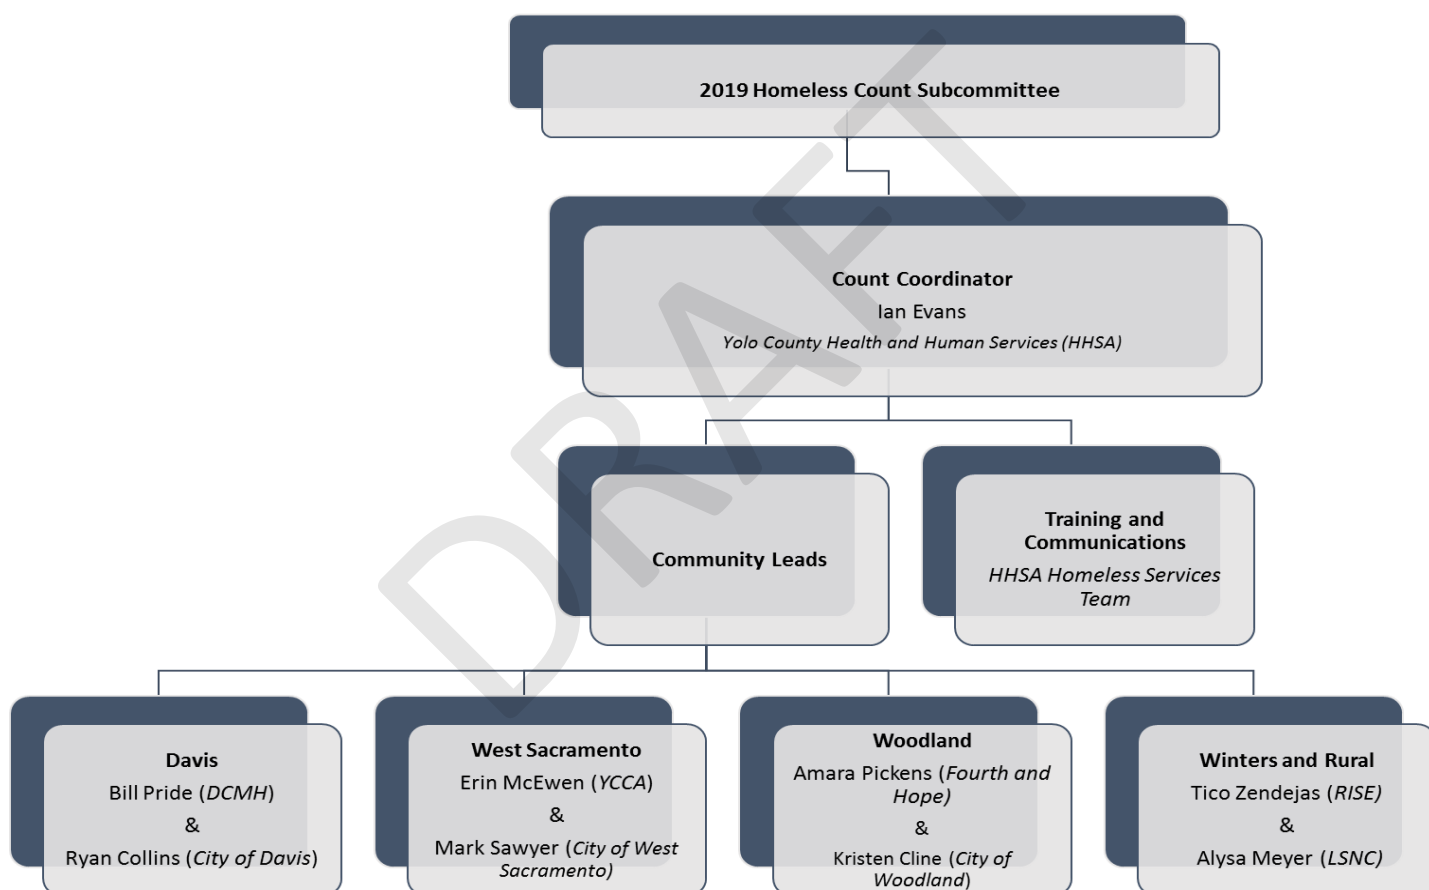 2019 Homeless Count Subcommittee
Count Coordinator
Ian Evans
Yolo County Health and Human Services (HHSA)
Community Leads
Training and
Communications
HHSA Homeless Services
Team
Davis
Bill Pride (DCMH)
&
Ryan Collins (City of Davis)
West Sacramento
Erin McEwen (YCCA)
&
Mark Sawyer (City of West
Sacramento)
Woodland
Amara Pickens (Fourth and
Hope)
&
Kristen Cline (City of
Woodland)
Winters and Rural
Tico Zendejas (RISE)
&
Alysa Meyer (LSNC)
DRAFT